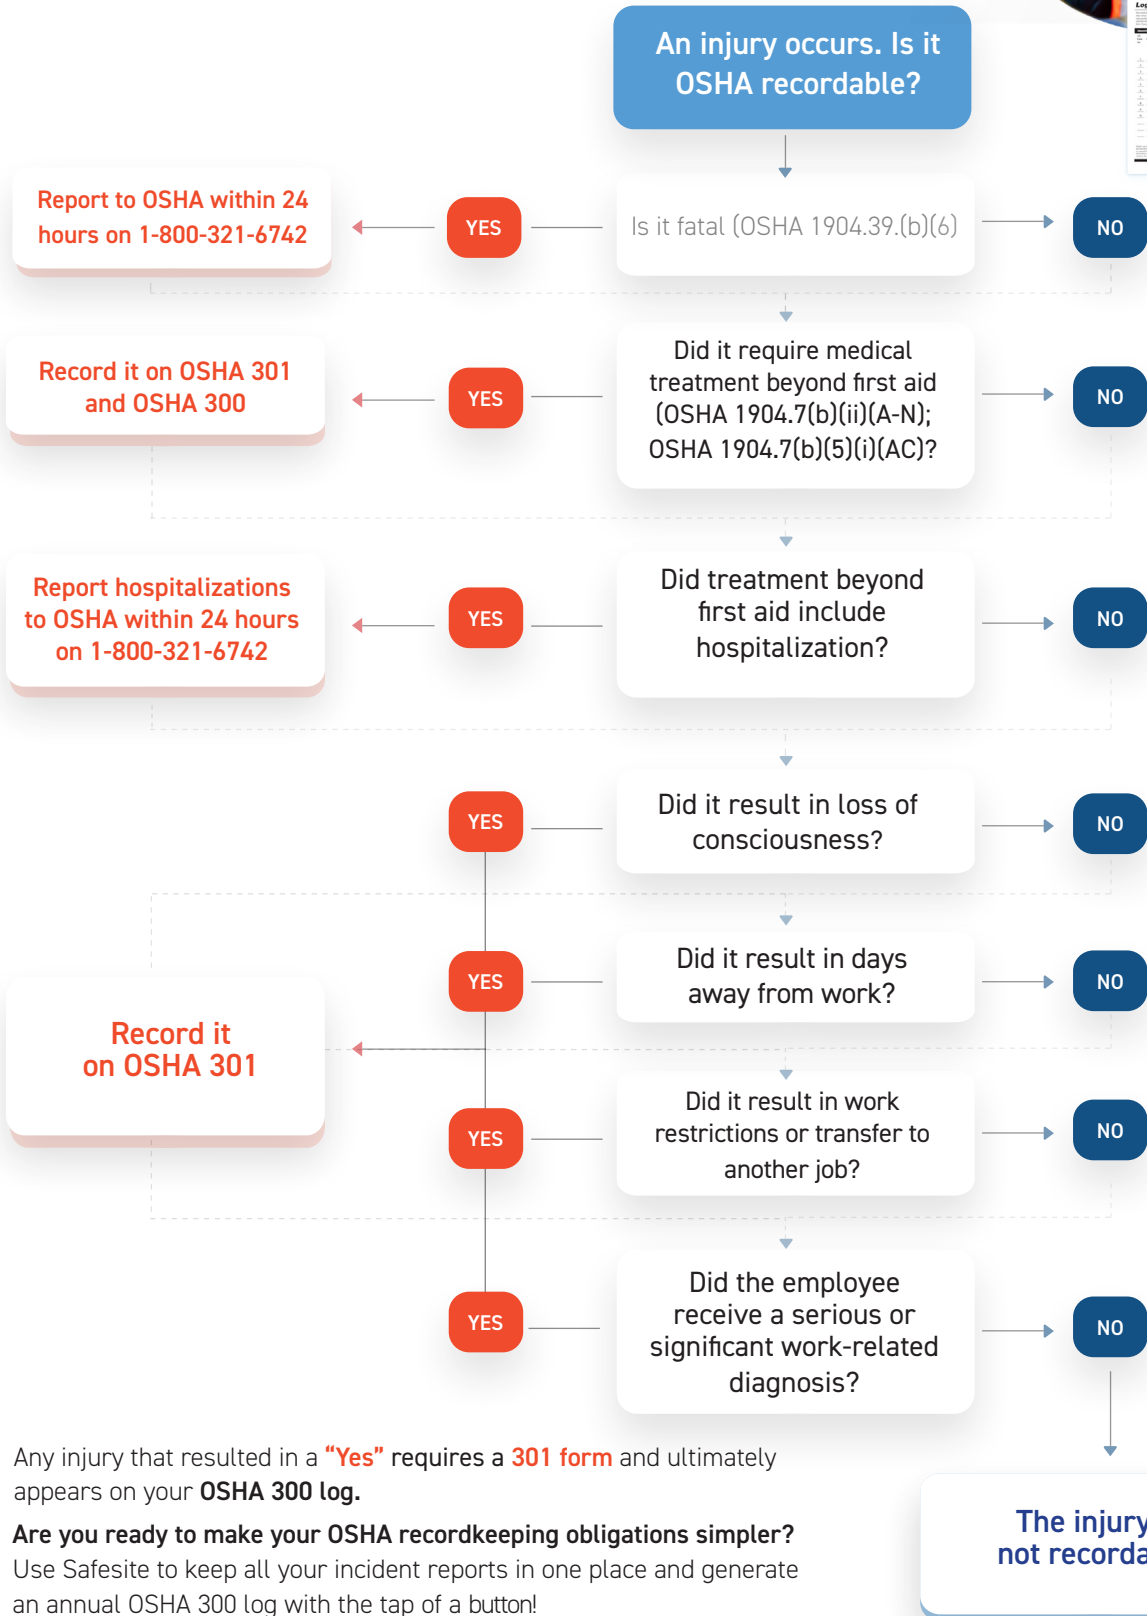 An injury occurs. Is it
OSHA recordable?
Report to OSHA within 24
hours on 1-800-321-6742
YES
Is it fatal (OSHA 1904.39.(b)(6)
NO
Record it on OSHA 301
and OSHA 300
YES
Did it require medical
treatment beyond first aid
(OSHA 1904.7(b)(ii)(A-N);
OSHA 1904.7(b)(5)(i)(AC)?
NO
Report hospitalizations
to OSHA within 24 hours
on 1-800-321-6742
YES
Did treatment beyond
first aid include
hospitalization?
NO
YES
Did it result in loss of
consciousness?
NO
YES
Did it result in days
away from work?
NO
Record it
on OSHA 301
YES
Did it result in work
restrictions or transfer to
another job?
NO
YES
Did the employee
receive a serious or
significant work-related
diagnosis?
NO
Any injury that resulted in a “Yes” requires a 301 form and ultimately
appears on your OSHA 300 log.
Are you ready to make your OSHA recordkeeping obligations simpler?
Use Safesite to keep all your incident reports in one place and generate
an annual OSHA 300 log with the tap of a button!
The injury
not recorda